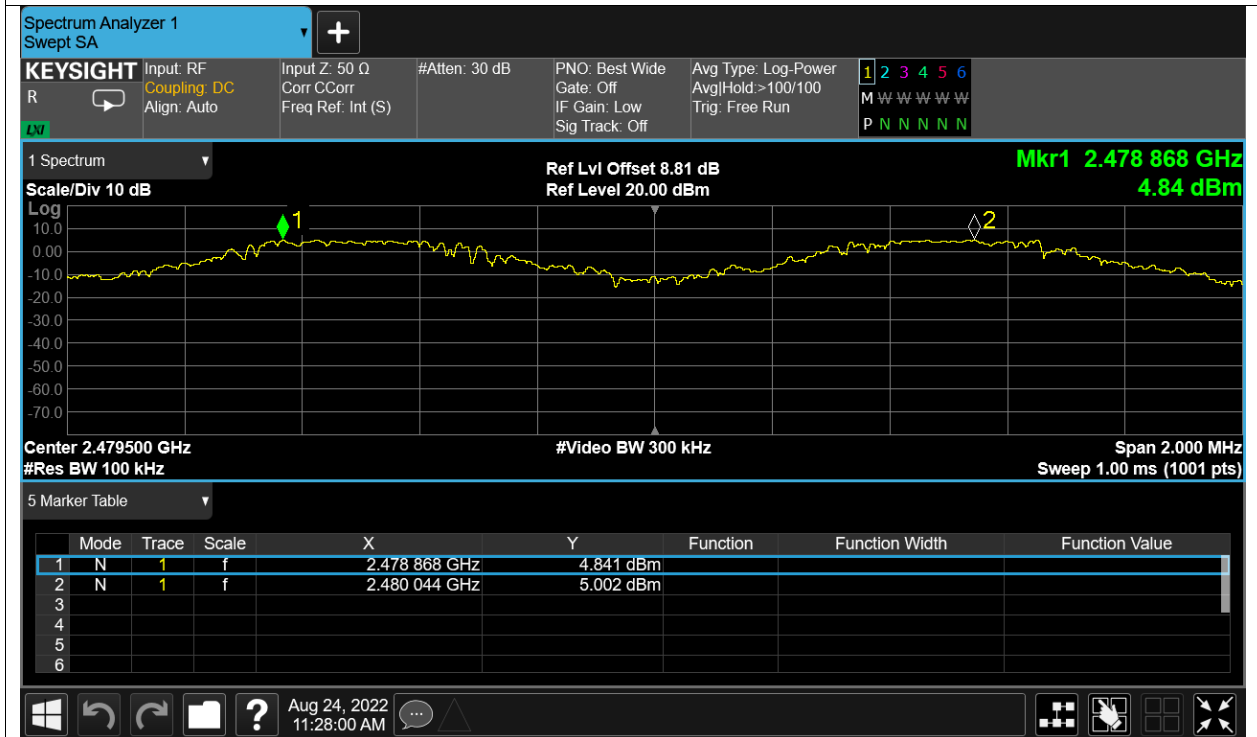 Spectrum Analyzer 1
Swept SA
+
KEYSIGHT Input: RF Input Z: 50 Ω #Atten: 30 dB PNO: Best Wide Avg Type: Log-Power 1 2 3 4 5 6
R Coupling: DC Corr CCorr Gate: Off Avg|Hold:>100/100 M W W W W W
Align: Auto Freq Ref: Int (S) IF Gain: Low Trig: Free Run P N N N N N
LXI Sig Track: Off
1 Spectrum Ref Lvl Offset 8.81 dB Mkr1 2.478 868 GHz
Scale/Div 10 dB Ref Level 20.00 dBm 4.84 dBm
Log
1 2
10.0
0.00
-10.0
-20.0
-30.0
-40.0
-50.0
-60.0
-70.0
Center 2.479500 GHz #Video BW 300 kHz Span 2.000 MHz
#Res BW 100 kHz Sweep 1.00 ms (1001 pts)
5 Marker Table
Mode Trace Scale X Y Function Function Width Function Value
1 N 1 f 2.478 868 GHz 4.841 dBm
2 N 1 f 2.480 044 GHz 5.002 dBm
3
4
5
6
? Aug 24, 2022
11:28:00 AM